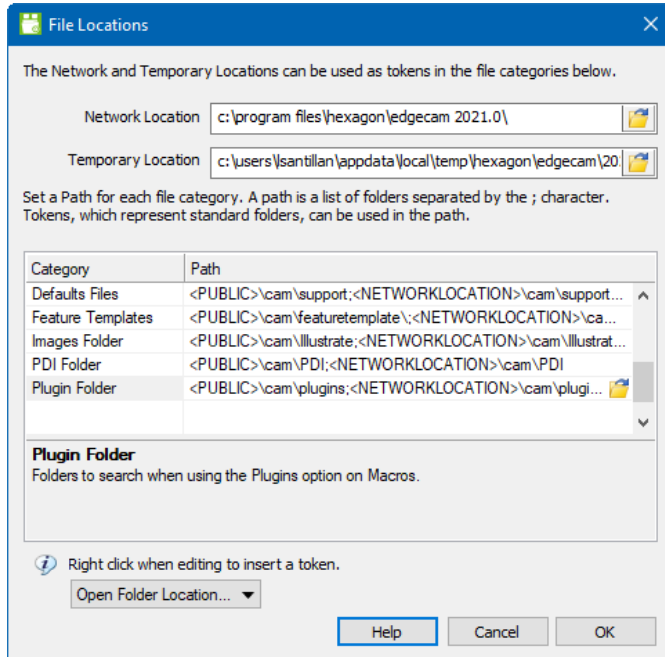 File Locations
The Network and Temporary Locations can be used as tokens in the file categories below.
Network Location c:\program files\hexagon\edgecam 2021.0\
Temporary Location c:\users\lsantillan\appdata\local\temp\hexagon\edgecam\20
Set a Path for each file category. A path is a list of folders separated by the ; character.
Tokens, which represent standard folders, can be used in the path.
Category Path
Defaults Files <PUBLIC>\cam\support;<NETWORKLOCATION>\cam\support...
Feature Templates <PUBLIC>\cam\featuretemplate\;<NETWORKLOCATION>\ca...
Images Folder <PUBLIC>\cam\Illustrate;<NETWORKLOCATION>\cam\Illustrat...
PDI Folder <PUBLIC>\cam\PDI;<NETWORKLOCATION>\cam\PDI
Plugin Folder <PUBLIC>\cam\plugins;<NETWORKLOCATION>\cam\plugi...
Plugin Folder
Folders to search when using the Plugins option on Macros.
Right click when editing to insert a token.
Open Folder Location...
Help Cancel OK